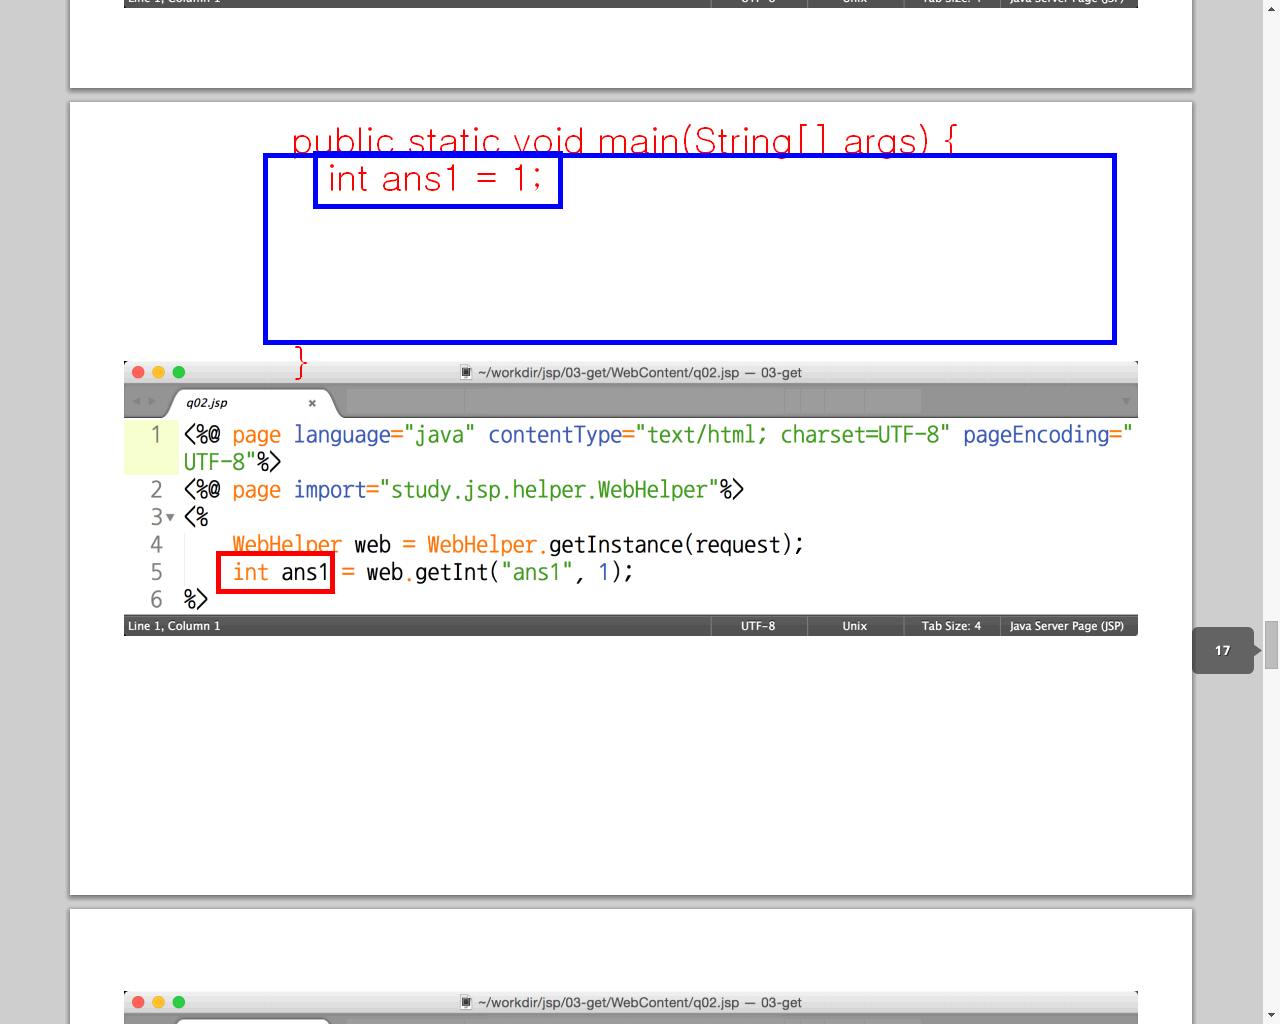 Line 1, Column 1 UTF-8 Unix Tab Size: 4 Java Server Page (JSP)
public static void main(String[] args) {
int ans1 = 1;
}
~/workdir/jsp/03-get/WebContent/q02.jsp — 03-get
q02.jsp ×
1 <%@ page language="java" contentType="text/html; charset=UTF-8" pageEncoding="
UTF-8"%>
2 <%@ page import="study.jsp.helper.WebHelper"%>
3 <%
4 WebHelper web = WebHelper.getInstance(request);
5 int ans1 = web.getInt("ans1", 1);
6 %>
Line 1, Column 1 UTF-8 Unix Tab Size: 4 Java Server Page (JSP)
17
~/workdir/jsp/03-get/WebContent/q02.jsp — 03-get